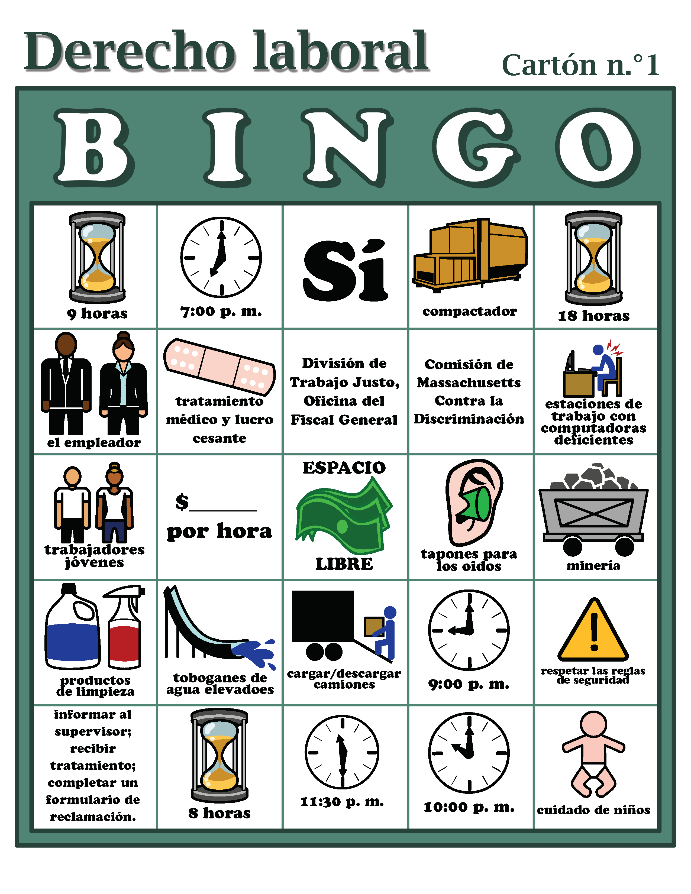 Derecho laboral
Cartón n.°1
B I N G O
9 horas
7:00 p. m.
Sí
compactador
18 horas
el empleador
tratamiento
médico y lucro
cesante
División de
Trabajo Justo,
Oficina del
Fiscal General
Comisión de
Massachusetts
Contra la
Discriminación
estaciones de
trabajo con
computadoras
deficientes
trabajadores
jóvenes
$______
por hora
ESPACIO
LIBRE
tapones para
los oidos
minería
productos
de limpieza
toboganes de
agua elevadoes
cargar/descargar
camiones
9:00 p. m.
!
respetar las reglas
de seguridad
informar al
supervisor;
recibir
tratamiento;
completar un
formulario de
reclamación.
8 horas
11:30 p. m.
10:00 p. m.
cuidado de niños